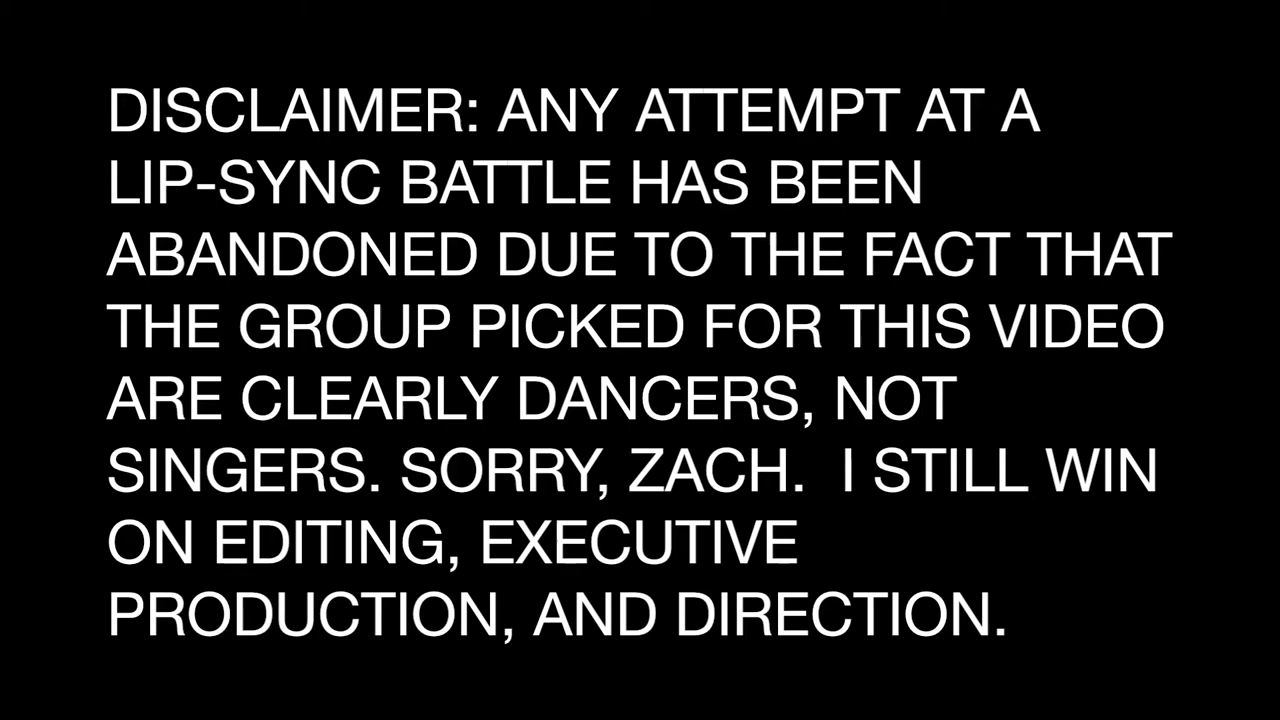 DISCLAIMER: ANY ATTEMPT AT A
LIP-SYNC BATTLE HAS BEEN
ABANDONED DUE TO THE FACT THAT
THE GROUP PICKED FOR THIS VIDEO
ARE CLEARLY DANCERS, NOT
SINGERS. SORRY, ZACH.  I STILL WIN
ON EDITING, EXECUTIVE
PRODUCTION, AND DIRECTION.